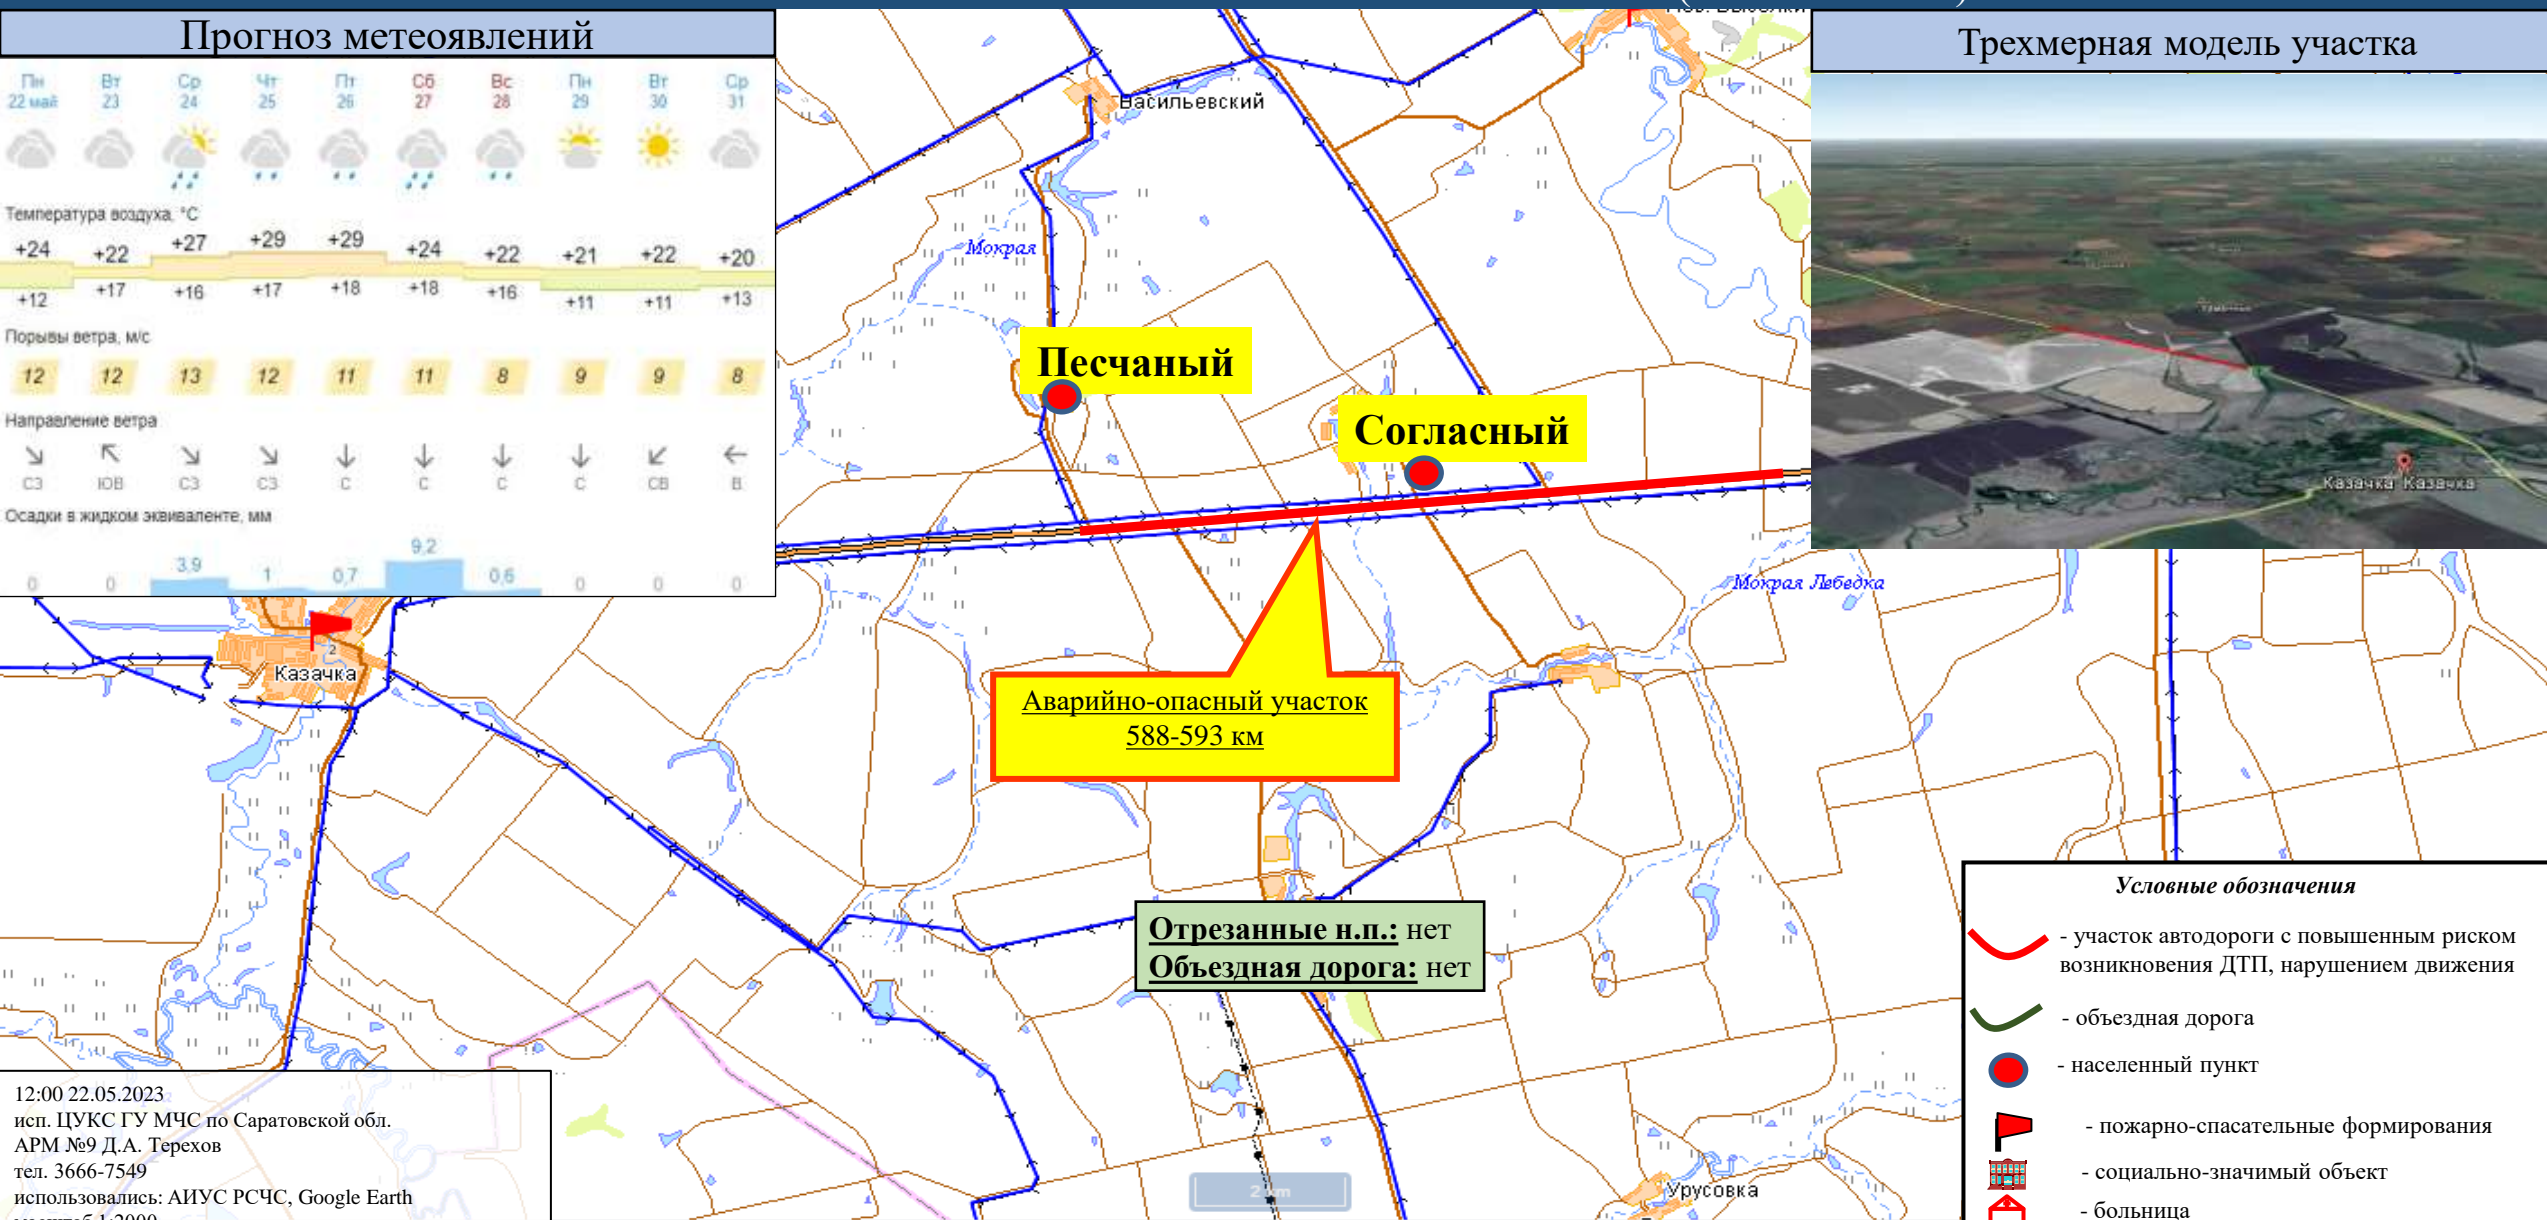 Прогноз метеоявлений
Пн Вт Ср Чт Пт Сб Вс Пн Вт Ср
22 май 23 24 25 26 27 28 29 30 31
Температура воздуха, °C
+24 +22 +27 +29 +29 +24 +22 +21 +22 +20
+12 +17 +16 +17 +18 +18 +16 +11 +11 +13
Порывы ветра, м/с
12 12 13 12 11 11 8 9 9 8
Направление ветра
СЗ ЮВ СЗ СЗ С С С С СВ В
Осадки в жидком эквиваленте, мм
0 0 3,9 1 0,7 9,2 0,6 0 0 0
Трехмерная модель участка
Казачка Казачка
Васильевский
Мокрая
Песчаный
Согласный
Мокрая Лебедка
2
Казачка
Аварийно-опасный участок
588-593 км
Отрезанные н.п.: нет
Объездная дорога: нет
Урусовка
2 km
12:00 22.05.2023
исп. ЦУКС ГУ МЧС по Саратовской обл.
АРМ №9 Д.А. Терехов
тел. 3666-7549
использовались: АИУС РСЧС, Google Earth
Условные обозначения
- участок автодороги с повышенным риском
возникновения ДТП, нарушением движения
- объездная дорога
- населенный пункт
- пожарно-спасательные формирования
- социально-значимый объект
- больница